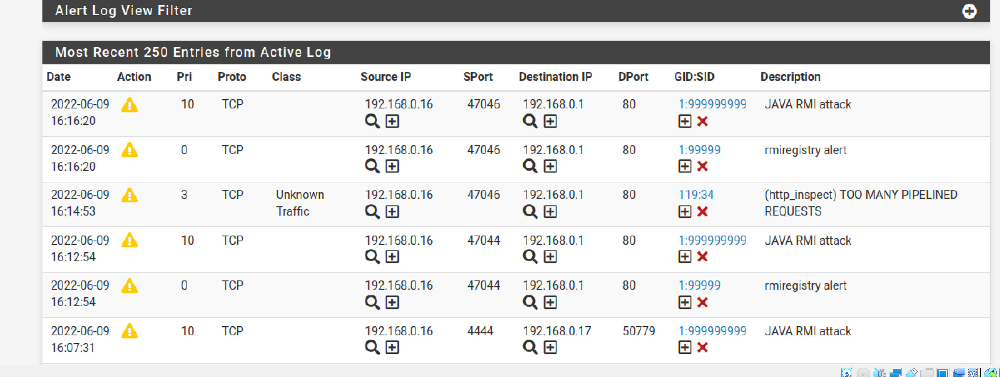 Alert Log View Filter
Most Recent 250 Entries from Active Log
Date Action Pri Proto Class Source IP SPort Destination IP DPort GID:SID Description
2022-06-09 10 TCP 192.168.0.16 47046 192.168.0.1 80 1:999999999 JAVA RMI attack
16:16:20
2022-06-09 0 TCP 192.168.0.16 47046 192.168.0.1 80 1:99999 rmiregistry alert
16:16:20
2022-06-09 3 TCP Unknown 192.168.0.16 47046 192.168.0.1 80 119:34 (http_inspect) TOO MANY PIPELINED
16:14:53 Traffic REQUESTS
2022-06-09 10 TCP 192.168.0.16 47044 192.168.0.1 80 1:999999999 JAVA RMI attack
16:12:54
2022-06-09 0 TCP 192.168.0.16 47044 192.168.0.1 80 1:99999 rmiregistry alert
16:12:54
2022-06-09 10 TCP 192.168.0.16 4444 192.168.0.17 50779 1:999999999 JAVA RMI attack
16:07:31